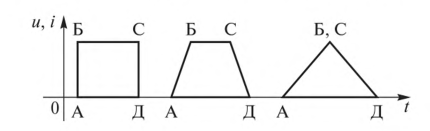 u, i
Б С Б С Б, С
0 А Д А Д А Д t